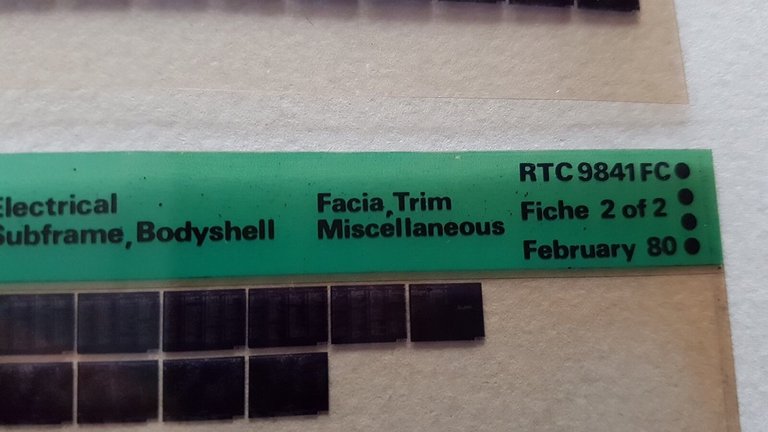 Electrical
Subframe, Bodyshell
Facia, Trim
Miscellaneous
RTC 9841 FC
Fiche 2 of 2
February 80